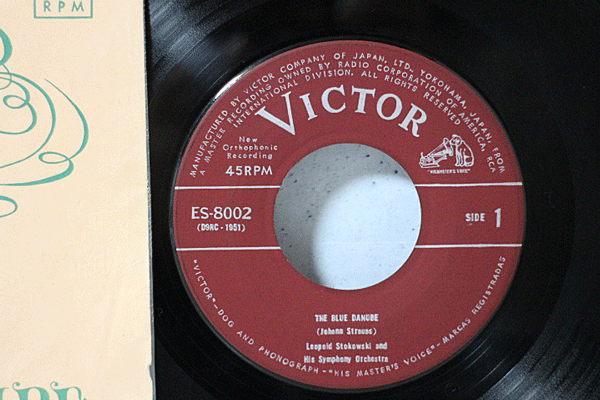 RPM
MANUFACTURED BY VICTOR COMPANY OF JAPAN, LTD. YOKOHAMA, JAPAN, FROM
A MASTER RECORDING OWNED BY RADIO CORPORATION OF AMERICA, RCA
INTERNATIONAL DIVISION. ALL RIGHTS RESERVED
VICTOR
New
Orthophonic
Recording
45RPM
"HIS MASTER'S VOICE"
ES-8002
(D9RC-1951)
SIDE 1
THE BLUE DANUBE
(Johann Strauss)
Leopold Stokowski and
His Symphony Orchestra
"VICTOR"-DOG AND PHONOGRAPH-"HIS MASTER'S VOICE"-MARCAS REGISTRADAS